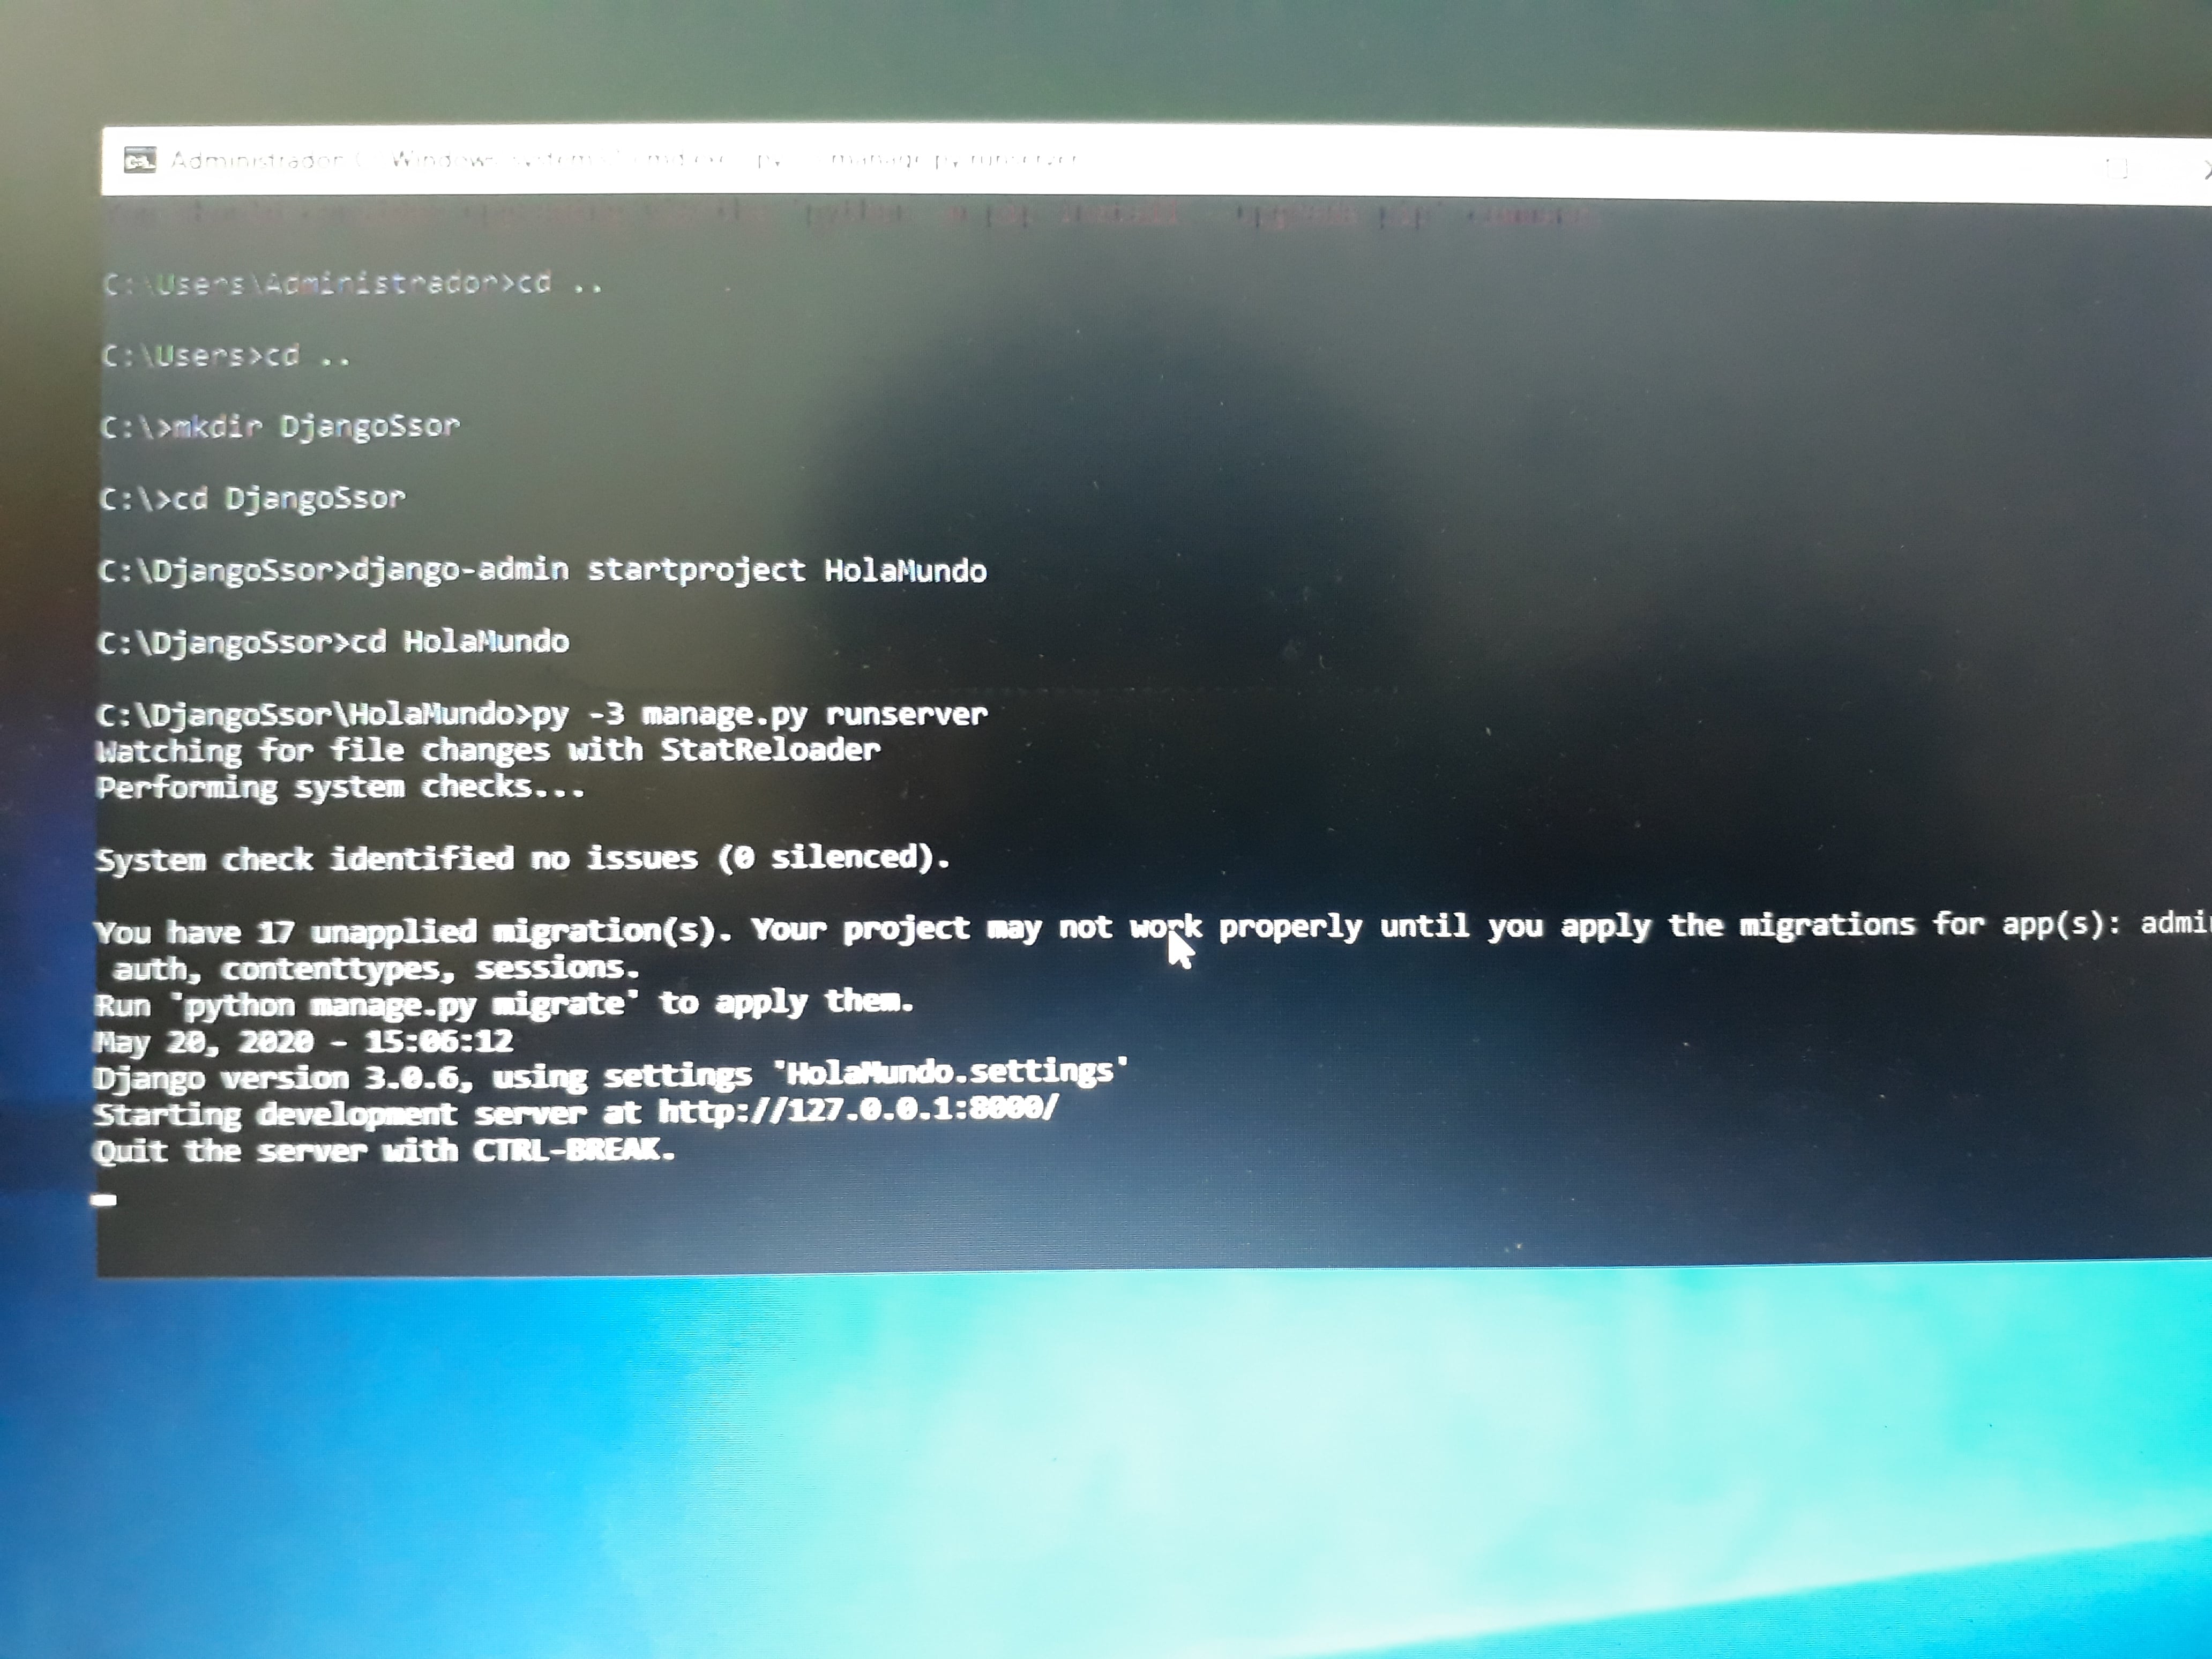 Administrador manage.py runserver
C:\Users\Administrador>cd ..
C:\Users>cd ..
C:\>mkdir DjangoSsor
C:\>cd DjangoSsor
C:\DjangoSsor>django-admin startproject HolaMundo
C:\DjangoSsor>cd HolaMundo
C:\DjangoSsor\HolaMundo>py -3 manage.py runserver
Watching for file changes with StatReloader
Performing system checks...
System check identified no issues (0 silenced).
You have 17 unapplied migration(s). Your project may not work properly until you apply the migrations for app(s):
auth, contenttypes, sessions.
Run 'python manage.py migrate' to apply them.
May 20, 2020 - 15:06:12
Django version 3.0.6, using settings 'HolaMundo.settings'
Starting development server at http://127.0.0.1:8000/
Quit the server with CTRL-BREAK.